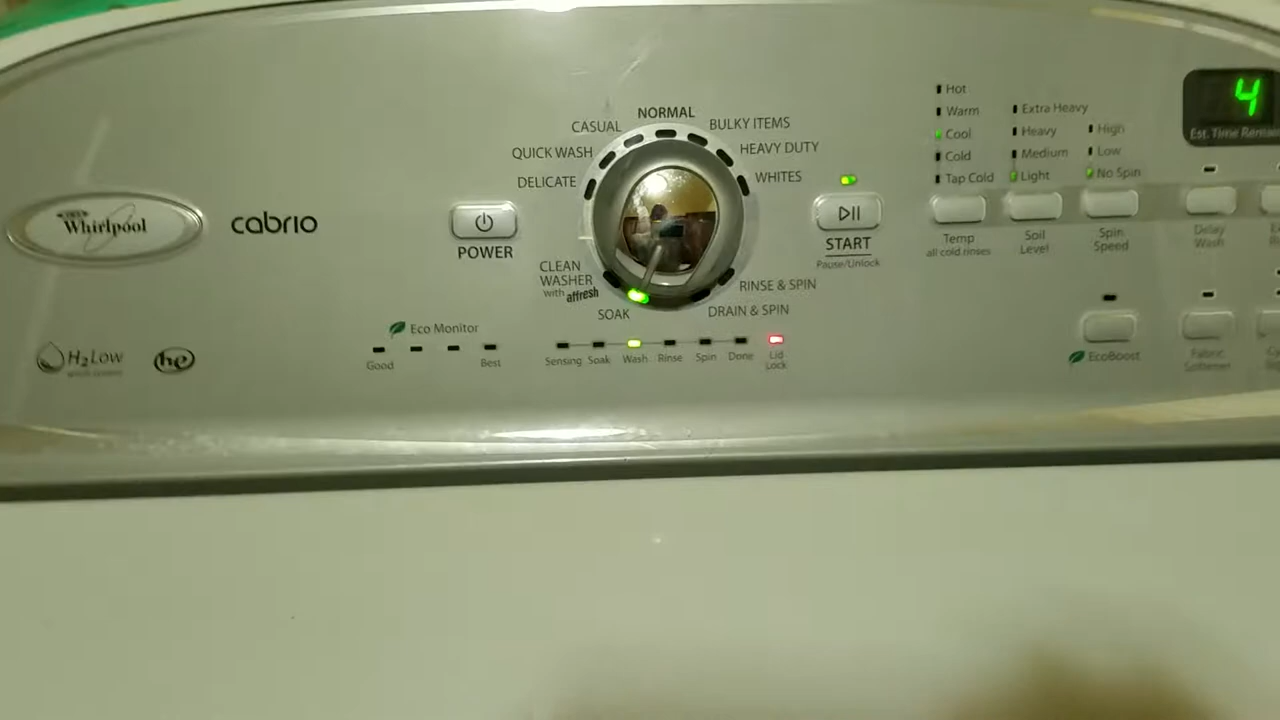 Whirlpool
cabrio
POWER
DELICATE
QUICK WASH
CASUAL
NORMAL
BULKY ITEMS
HEAVY DUTY
WHITES
CLEAN
WASHER
with affresh
SOAK
RINSE & SPIN
DRAIN & SPIN
START
Pause/Unlock
Hot
Warm
Cool
Cold
Tap Cold
Temp
all cold rinses
Extra Heavy
Heavy
Medium
Light
Soil
Level
High
Low
No Spin
Spin
Speed
4
Est. Time
Delay
Wash
H2Low
he
Eco Monitor
Good
Best
Sensing
Soak
Wash
Rinse
Spin
Done
Lid
Lock
EcoBoost
Fabric
Softener